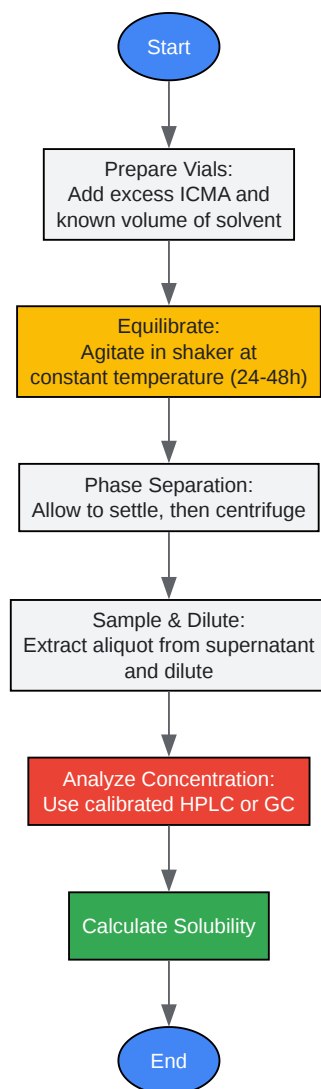 Start
Prepare Vials:
Add excess ICMA and
known volume of solvent
Equilibrate:
Agitate in shaker at
constant temperature (24-48h)
Phase Separation:
Allow to settle, then centrifuge
Sample & Dilute:
Extract aliquot from supernatant
and dilute
Analyze Concentration:
Use calibrated HPLC or GC
Calculate Solubility
End